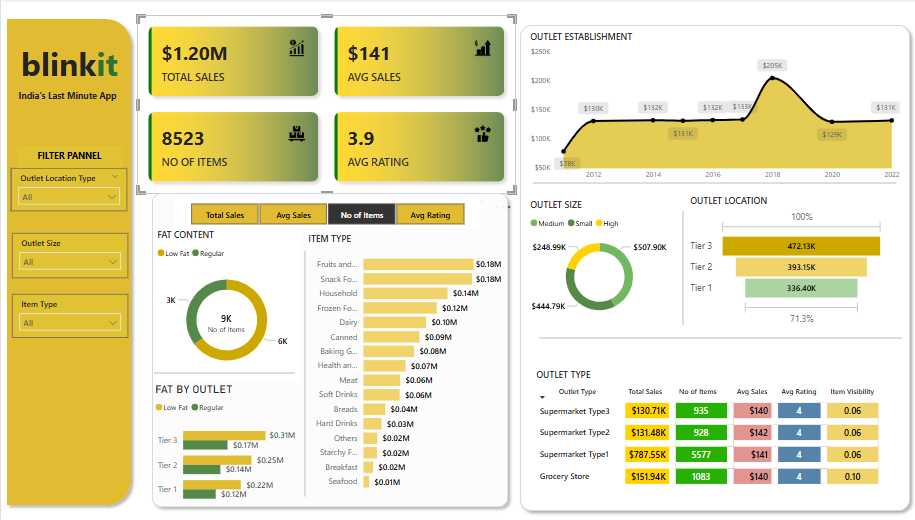 blinkit
India's Last Minute App
FILTER PANNEL
Outlet Location Type
All
Outlet Size
All
Item Type
All
$1.20M
TOTAL SALES
$141
AVG SALES
8523
NO OF ITEMS
3.9
AVG RATING
Total Sales
Avg Sales
No of Items
Avg Rating
FAT CONTENT
Low Fat Regular
3K
9K
No of Items
6K
FAT BY OUTLET
Low Fat Regular
Tier 3 $0.31M
$0.17M
Tier 2 $0.25M
$0.14M
Tier 1 $0.22M
$0.12M
ITEM TYPE
Fruits and... $0.18M
Snack Fo... $0.18M
Household $0.14M
Frozen Fo... $0.12M
Dairy $0.10M
Canned $0.09M
Baking G... $0.08M
Health an... $0.07M
Meat $0.06M
Soft Drinks $0.06M
Breads $0.04M
Hard Drinks $0.03M
Others $0.02M
Starchy F... $0.02M
Breakfast $0.02M
Seafood $0.01M
OUTLET ESTABLISHMENT
$250K
$200K
$150K
$100K
$50K
$78K
$130K
$132K
$131K
$132K
$133K
$205K
$129K
$131K
2012 2014 2016 2018 2020 2022
OUTLET SIZE
Medium Small High
$248.99K
$507.90K
$444.79K
OUTLET LOCATION
100%
Tier 3 472.13K
Tier 2 393.15K
Tier 1 336.40K
71.3%
OUTLET TYPE
Outlet Type Total Sales No of Items Avg Sales Avg Rating Item Visibility
Supermarket Type3 $130.71K 935 $140 4 0.06
Supermarket Type2 $131.48K 928 $142 4 0.06
Supermarket Type1 $787.55K 5577 $141 4 0.06
Grocery Store $151.94K 1083 $140 4 0.10